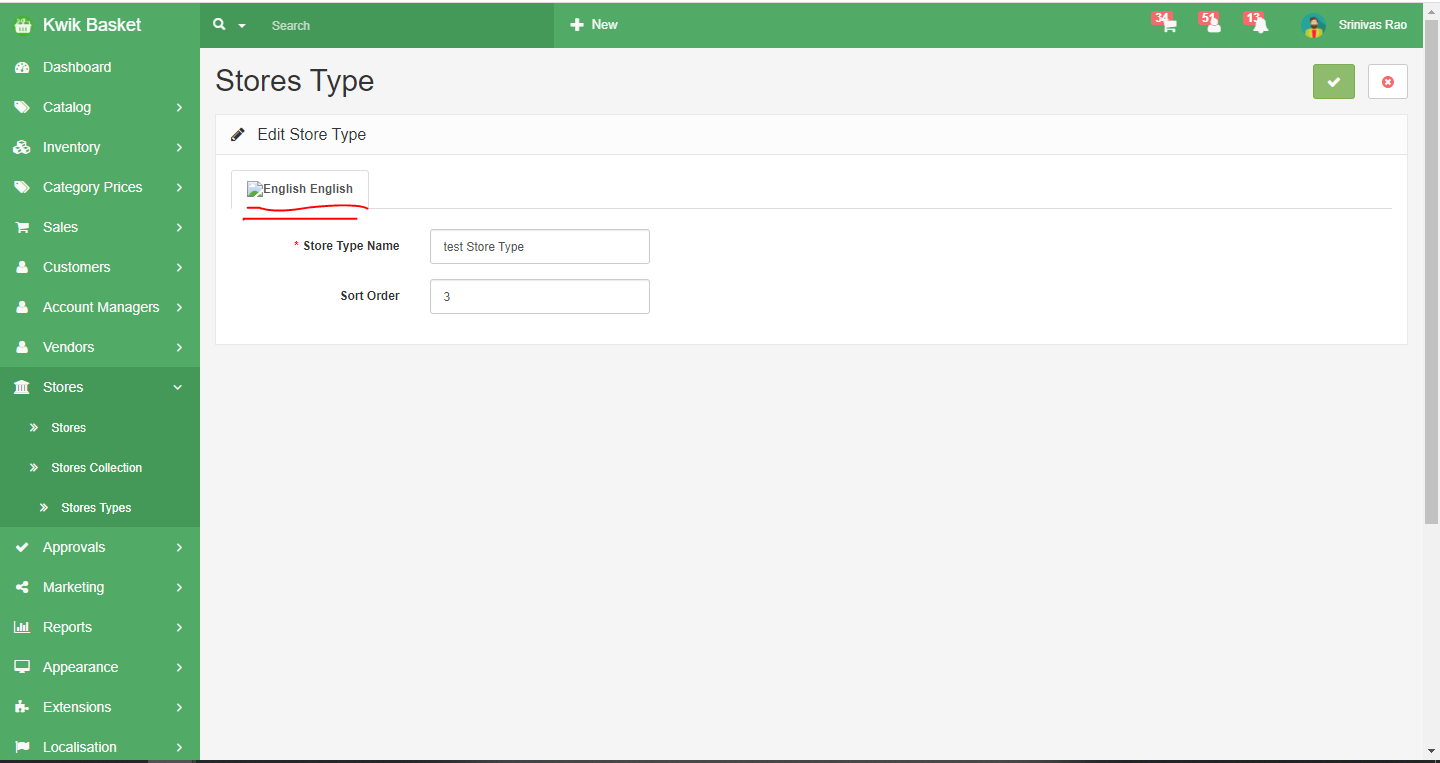 Kwik Basket
Search
New
34
51
13
Srinivas Rao
Dashboard
Catalog
Inventory
Category Prices
Sales
Customers
Account Managers
Vendors
Stores
Stores
Stores Collection
Stores Types
Approvals
Marketing
Reports
Appearance
Extensions
Localisation
Stores Type
Edit Store Type
English English
* Store Type Name
test Store Type
Sort Order
3